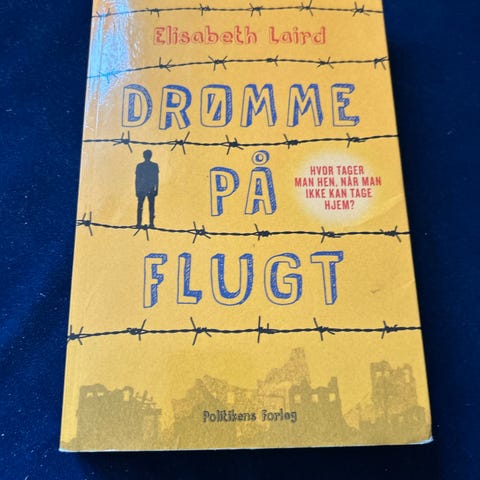 Elisabeth Laird
DRØMME
PÅ
HVOR TAGER
MAN HEN, NÅR MAN
IKKE KAN TAGE
HJEM?
FLUGT
Politikens forlag